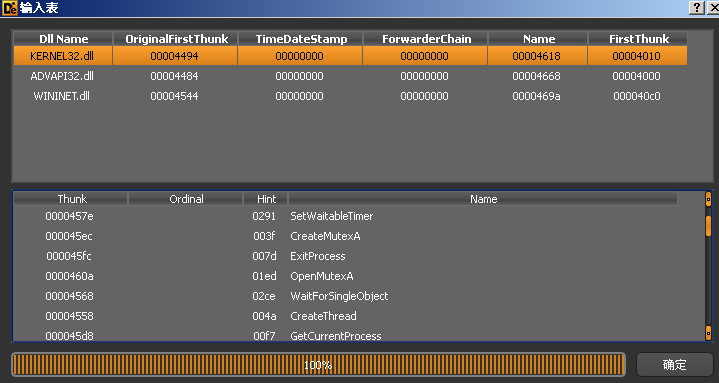 De 输入表 ? X
Dll Name OriginalFirstThunk TimeDateStamp ForwarderChain Name FirstThunk
KERNEL32.dll 00004494 00000000 00000000 00004618 00004010
ADVAPI32.dll 00004484 00000000 00000000 00004668 00004000
WININET.dll 00004544 00000000 00000000 0000469a 000040c0
Thunk Ordinal Hint Name
0000457e 0291 SetWaitableTimer
000045ec 003f CreateMutexA
000045fc 007d ExitProcess
0000460a 01ed OpenMutexA
00004568 02ce WaitForSingleObject
00004558 004a CreateThread
000045d8 00f7 GetCurrentProcess
100% 确定